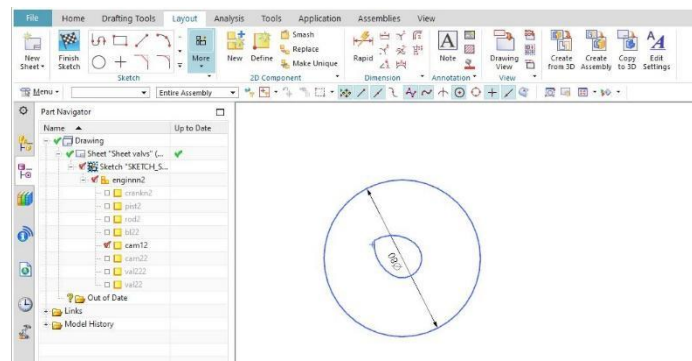 File Home Drafting Tools Layout Analysis Tools Application Assemblies View
New Sheet
Finish Sketch
More
Sketch
New
Define
Smash
Replace
Make Unique
2D Component
Rapid
Dimension
Note
Annotation
Drawing View
View
Create from 3D
Create Assembly
Copy to 3D
Edit Settings
Menu
Entire Assembly
Part Navigator
Name Up to Date
Drawing
Sheet "Sheet valvs" (...
Sketch "SKETCH_S...
enginnn2
crankn2
pist2
rod2
bl22
cam12
cam22
val222
val22
Out of Date
Links
Model History
Ø80